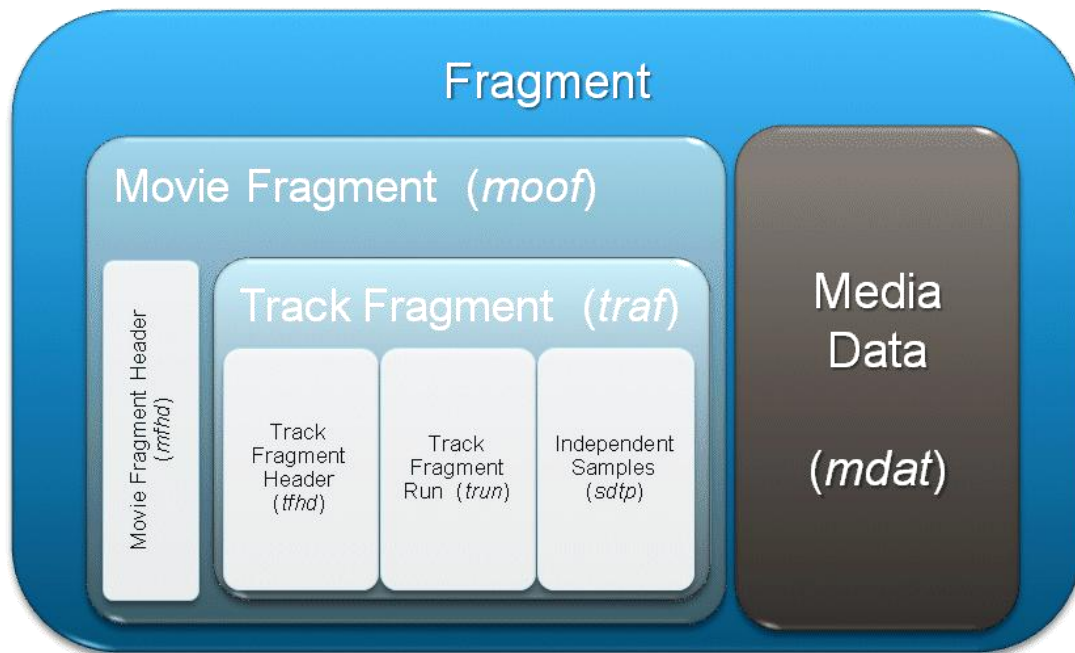 Fragment
Movie Fragment (moof)
Movie Fragment Header
(mfhd)
Track Fragment (traf)
Track
Fragment
Header
(tfhd)
Track
Fragment
Run (trun)
Independent
Samples
(sdtp)
Media
Data
(mdat)